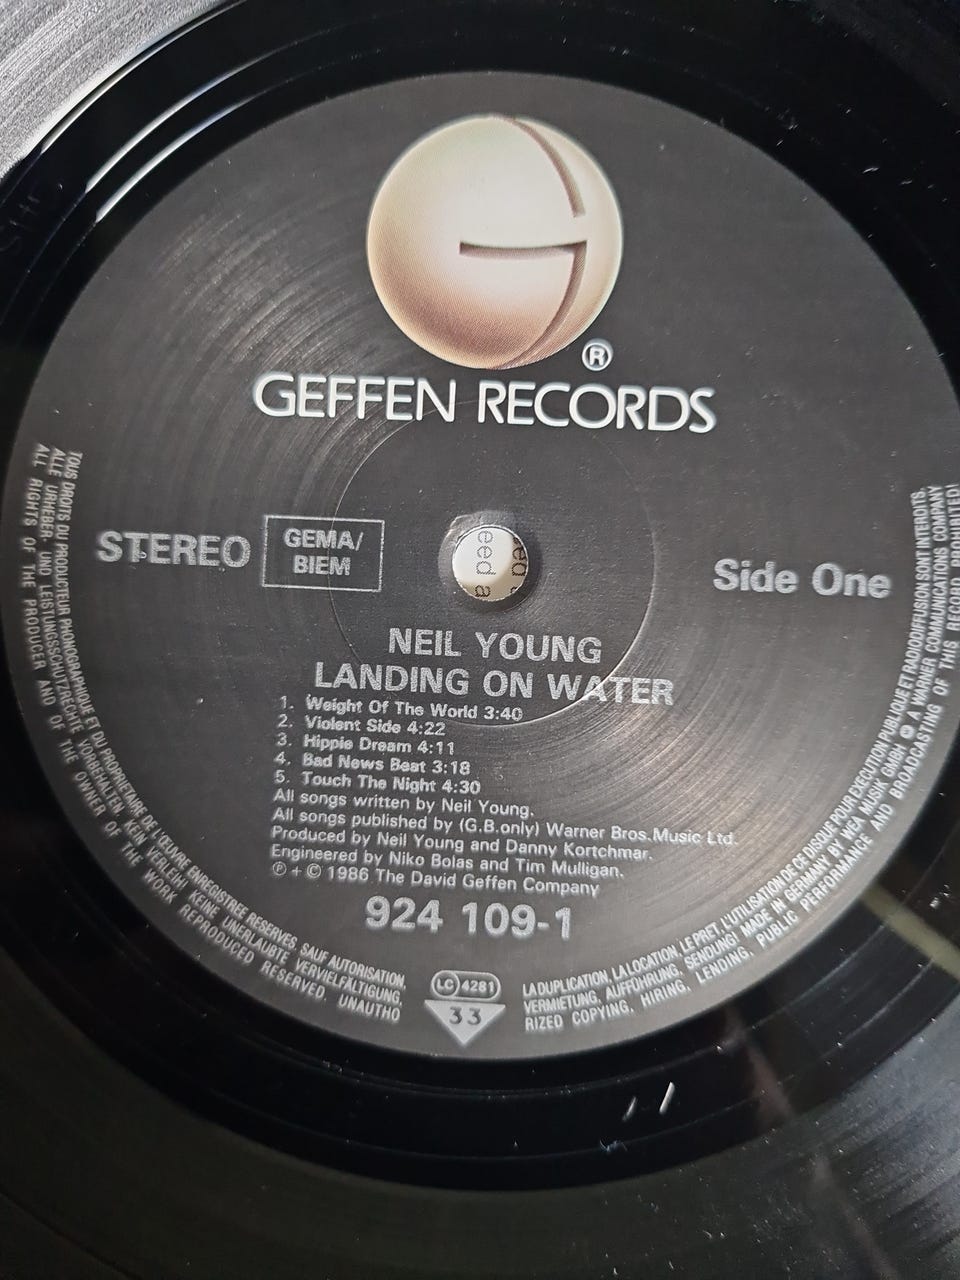 ®
GEFFEN RECORDS
STEREO
GEMA/
BIEM
Side One
NEIL YOUNG
LANDING ON WATER
1. Weight Of The World 3:40
2. Violent Side 4:22
3. Hippie Dream 4:11
4. Bad News Beat 3:18
5. Touch The Night 4:30
All songs written by Neil Young.
All songs published by (G.B.only) Warner Bros.Music Ltd.
Produced by Neil Young and Danny Kortchmar.
Engineered by Niko Bolas and Tim Mulligan.
℗ + © 1986 The David Geffen Company
924 109-1
LC 4281
33
TOUS DROITS DU PRODUCTEUR PHONOGRAPHIQUE ET DU PROPRIETAIRE DE L'ŒUVRE ENREGISTREE RESERVES. SAUF AUTORISATION,
ALLE URHEBER- UND LEISTUNGSSCHUTZRECHTE VORBEHALTEN. KEIN VERLEIH! KEINE UNERLAUBTE VERVIELFÄLTIGUNG,
ALL RIGHTS OF THE PRODUCER AND OF THE OWNER OF THE WORK REPRODUCED RESERVED. UNAUTHO
LA DUPLICATION, LA LOCATION, LE PRET, L'UTILISATION DE CE DISQUE POUR EXECUTION PUBLIQUE ET RADIODIFFUSION SONT INTERDITS.
VERMIETUNG, AUFFÜHRUNG, SENDUNG! MADE IN GERMANY BY WEA MUSIK GMBH A WARNER COMMUNICATIONS COMPANY
RIZED COPYING, HIRING, LENDING, PUBLIC PERFORMANCE AND BROADCASTING OF THIS RECORD PROHIBITED!